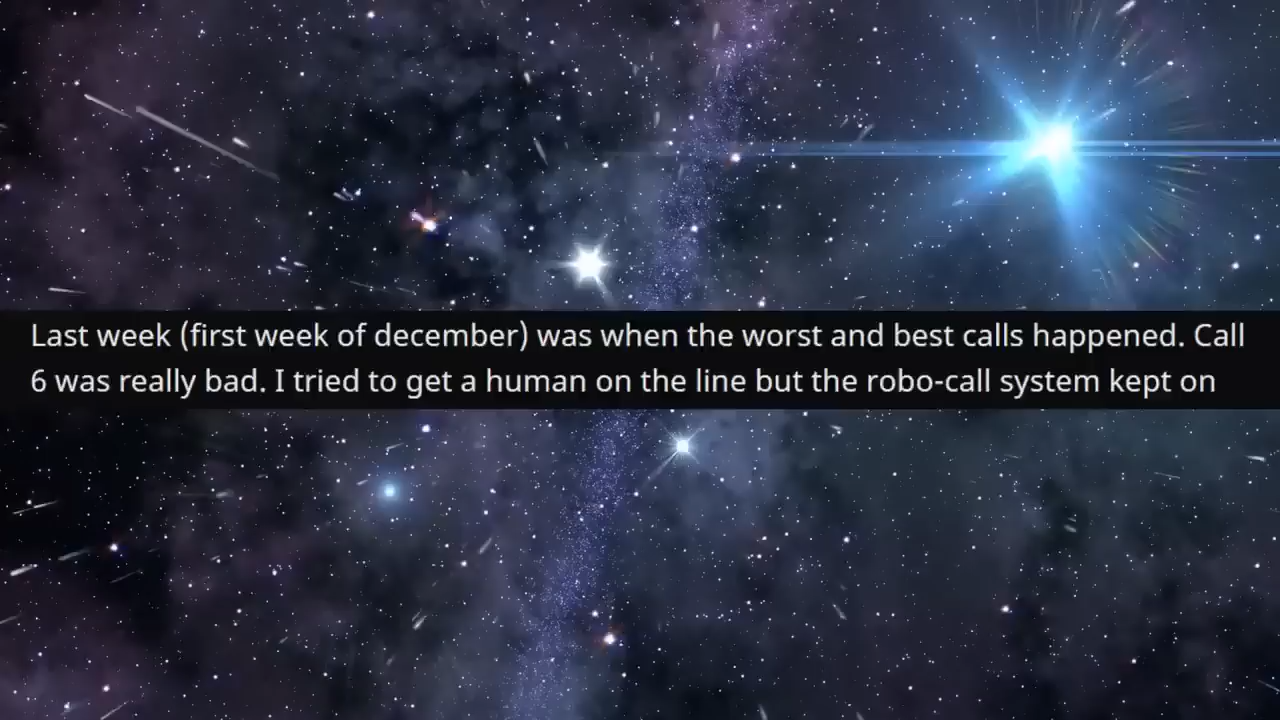 Last week (first week of december) was when the worst and best calls happened. Call
6 was really bad. I tried to get a human on the line but the robo-call system kept on